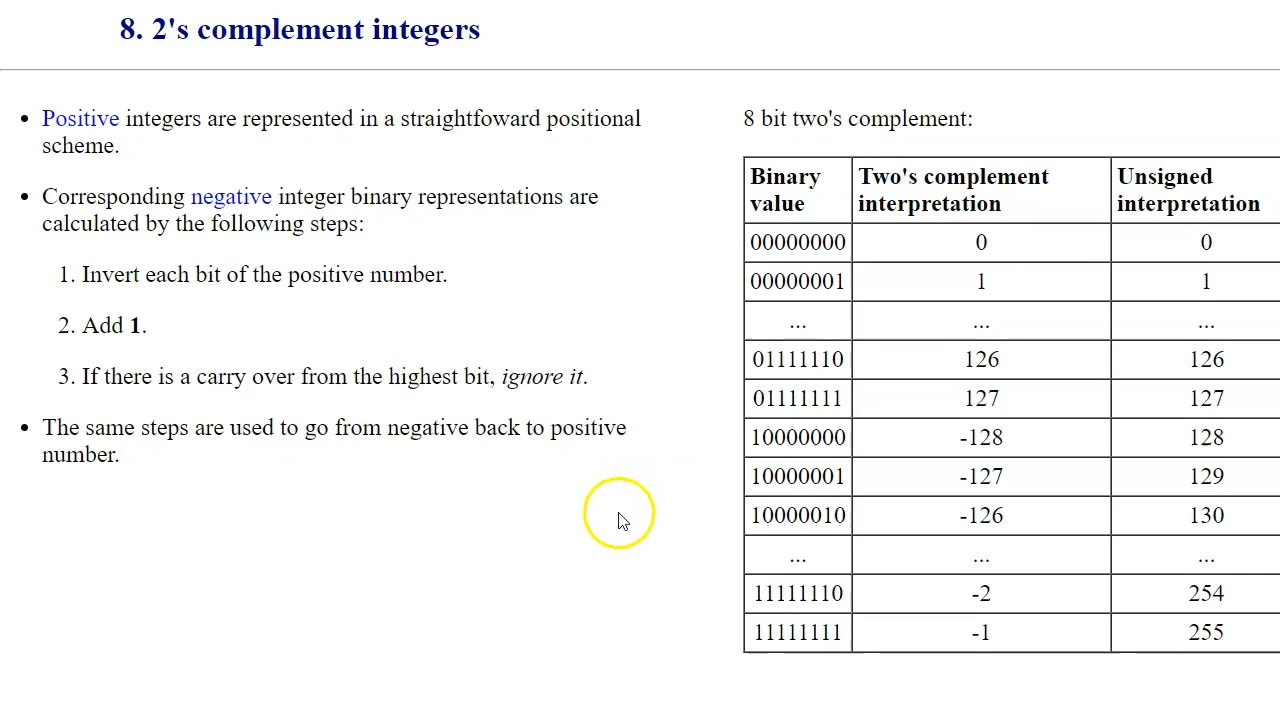 8. 2's complement integers
• Positive integers are represented in a straightfoward positional
scheme.
• Corresponding negative integer binary representations are
calculated by the following steps:
1. Invert each bit of the positive number.
2. Add 1.
3. If there is a carry over from the highest bit, ignore it.
• The same steps are used to go from negative back to positive
number.
8 bit two's complement:
Binary value | Two's complement interpretation | Unsigned interpretation
00000000 | 0 | 0
00000001 | 1 | 1
... | ... | ...
01111110 | 126 | 126
01111111 | 127 | 127
10000000 | -128 | 128
10000001 | -127 | 129
10000010 | -126 | 130
... | ... | ...
11111110 | -2 | 254
11111111 | -1 | 255